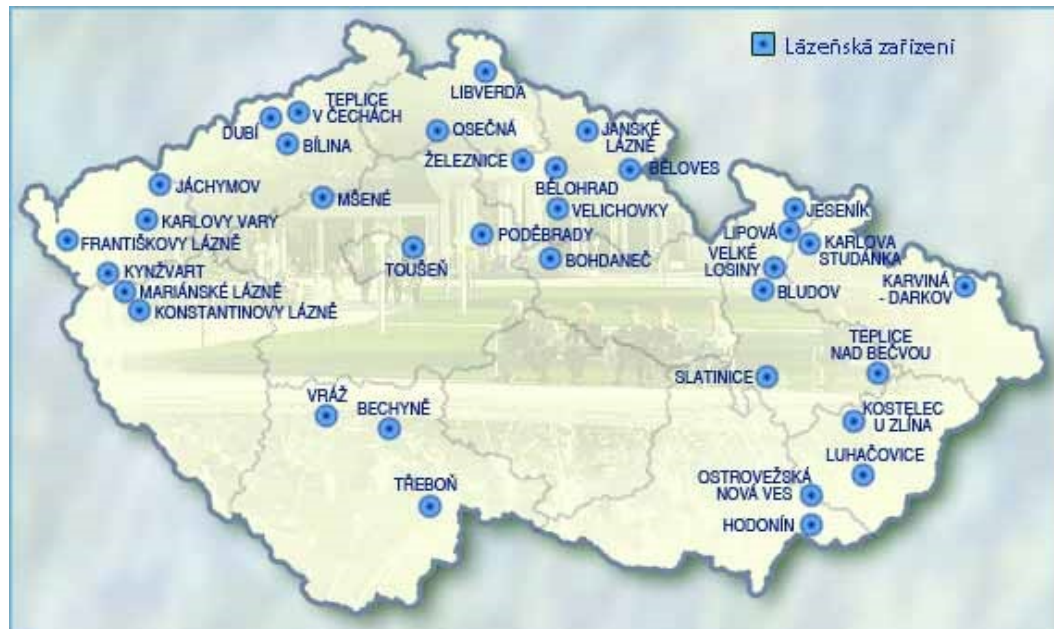 Lázeňská zařízení
LIBVERDA
TEPLICE
V ČECHÁCH
DUBÍ
BÍLINA
OSEČNÁ
JANSKÉ
LÁZNĚ
ŽELEZNICE
BĚLOHRAD
BĚLOVES
JÁCHYMOV
MŠENÉ
VELICHOVKY
KARLOVY VARY
FRANTIŠKOVY LÁZNĚ
PODĚBRADY
TOUŠEŇ
BOHDANEČ
JESENÍK
LIPOVÁ
KARLOVA
STUDÁNKA
VELKÉ
LOSINY
BLUDOV
KARVINÁ
- DARKOV
KYNŽVART
MARIÁNSKÉ LÁZNĚ
KONSTANTINOVY LÁZNĚ
TEPLICE
NAD BEČVOU
SLATINICE
VRÁŽ
BECHYNĚ
KOSTELEC
U ZLÍNA
LUHAČOVICE
TŘEBOŇ
OSTROVEŽSKÁ
NOVÁ VES
HODONÍN